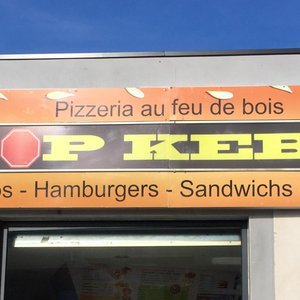 Pizzeria au feu de bois
OP KEB
os - Hamburgers - Sandwichs